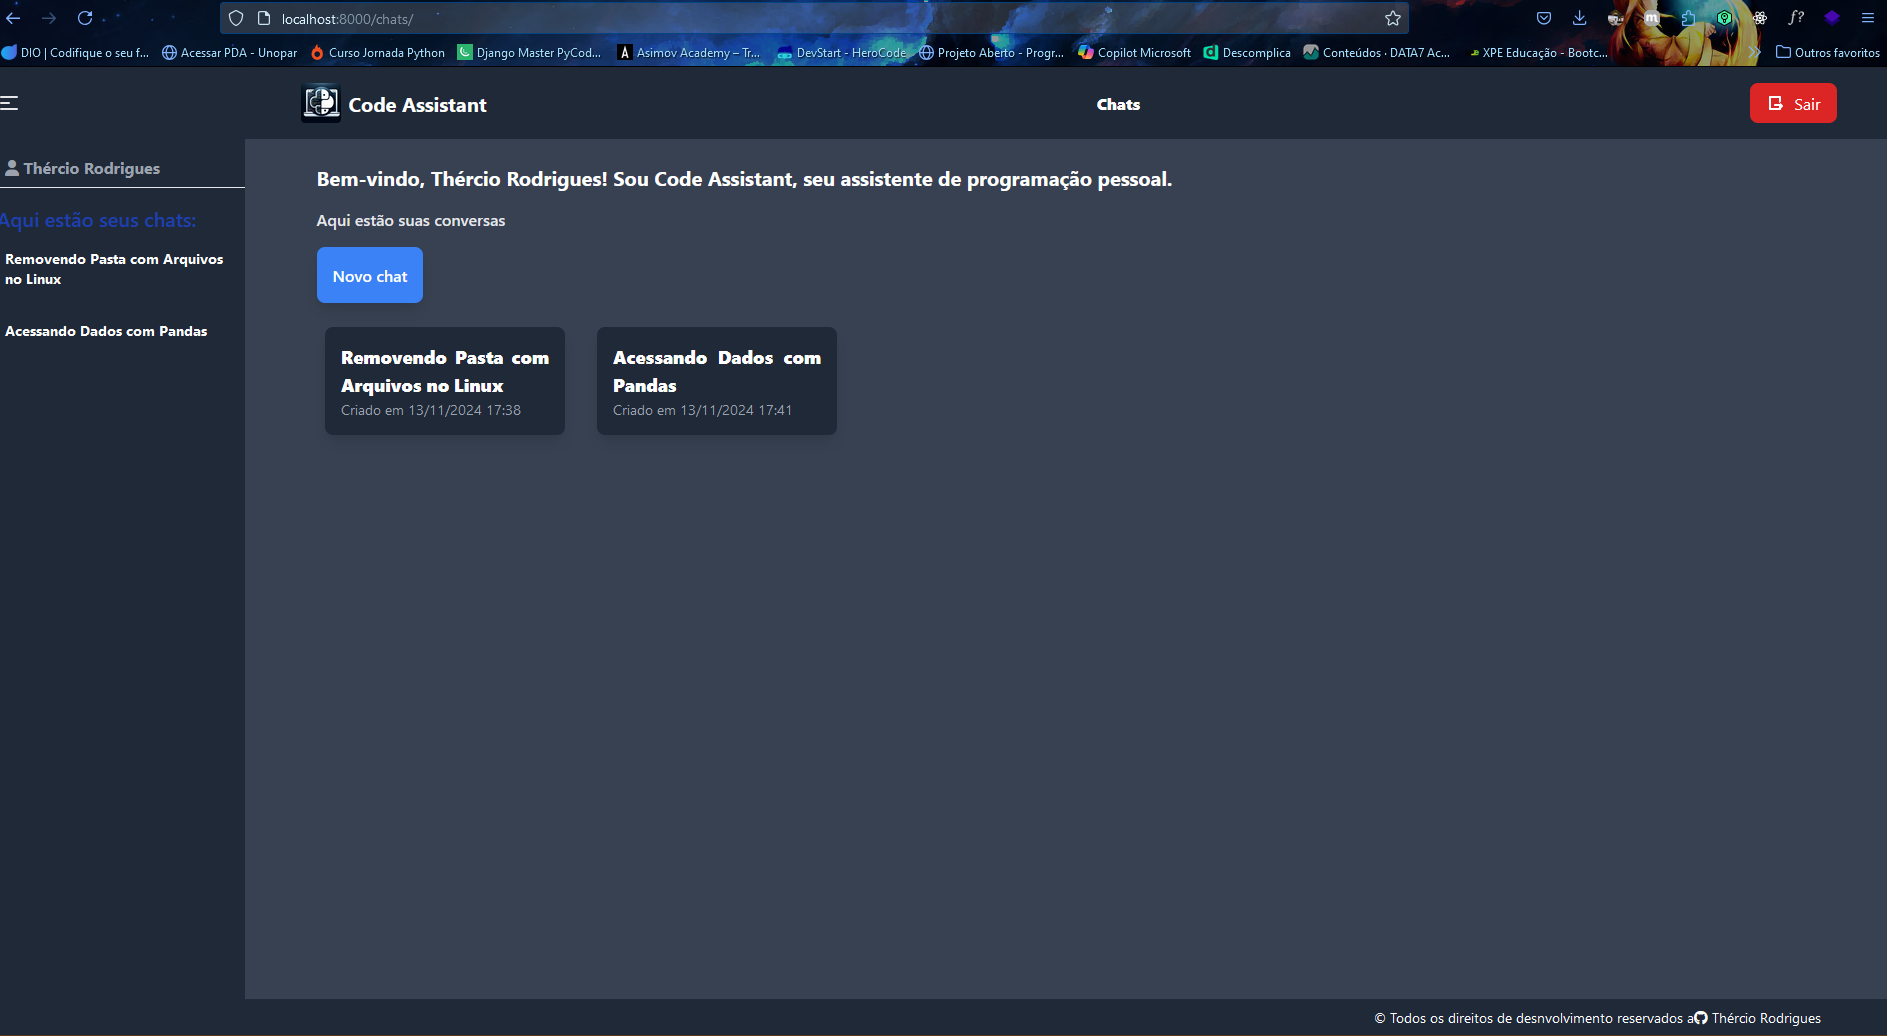 localhost:8000/chats/
f?
DIO | Codifique o seu f... Acessar PDA - Unopar Curso Jornada Python Django Master PyCod... Asimov Academy – Tr... DevStart - HeroCode Projeto Aberto - Progr... Copilot Microsoft Descomplica Conteúdos · DATA7 Ac... XPE Educação - Bootc... Outros favoritos
Code Assistant
Chats
Sair
Thércio Rodrigues
Aqui estão seus chats:
Removendo Pasta com Arquivos
no Linux
Acessando Dados com Pandas
Bem-vindo, Thércio Rodrigues! Sou Code Assistant, seu assistente de programação pessoal.
Aqui estão suas conversas
Novo chat
Removendo Pasta com
Arquivos no Linux
Criado em 13/11/2024 17:38
Acessando Dados com
Pandas
Criado em 13/11/2024 17:41
© Todos os direitos de desnvolvimento reservados a Thércio Rodrigues